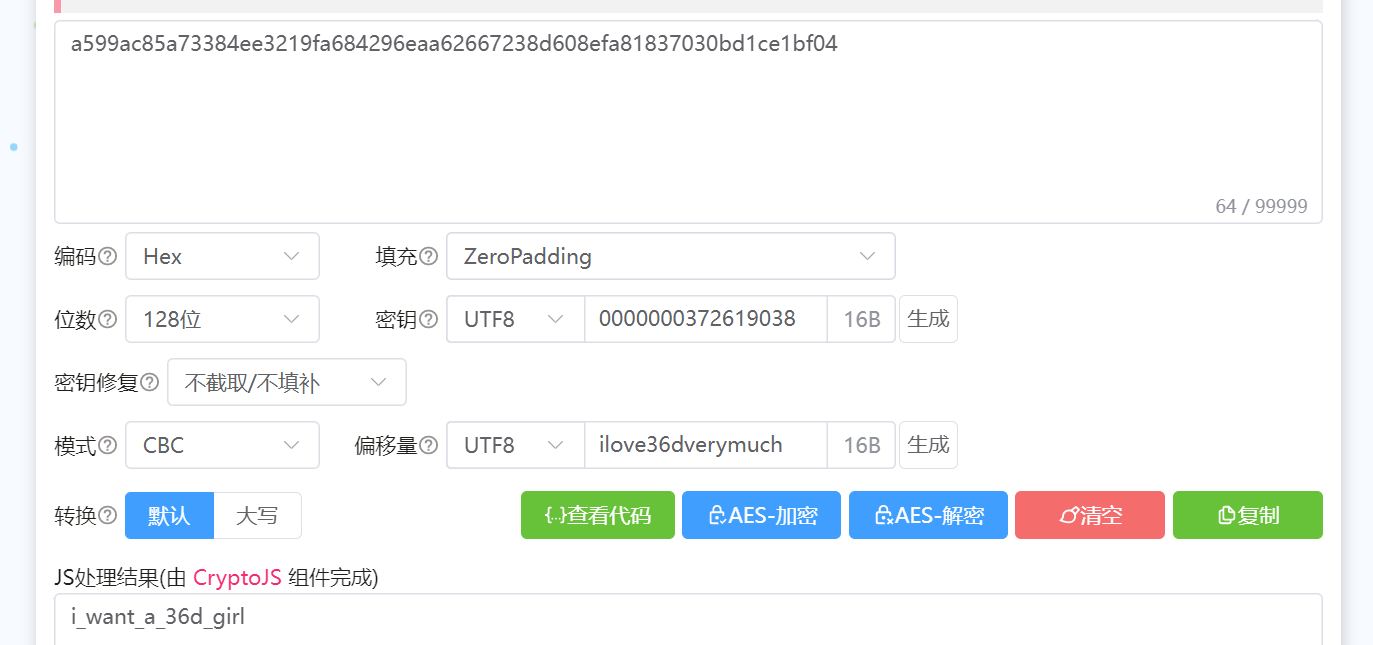 a599ac85a73384ee3219fa684296eaa62667238d608efa81837030bd1ce1bf04
64 / 99999
编码 Hex 填充 ZeroPadding
位数 128位 密钥 UTF8 0000000372619038 16B 生成
密钥修复 不截取/不填补
模式 CBC 偏移量 UTF8 ilove36dverymuch 16B 生成
转换 默认 大写 {..}查看代码 AES-加密 AES-解密 清空 复制
JS处理结果(由 CryptoJS 组件完成)
i_want_a_36d_girl